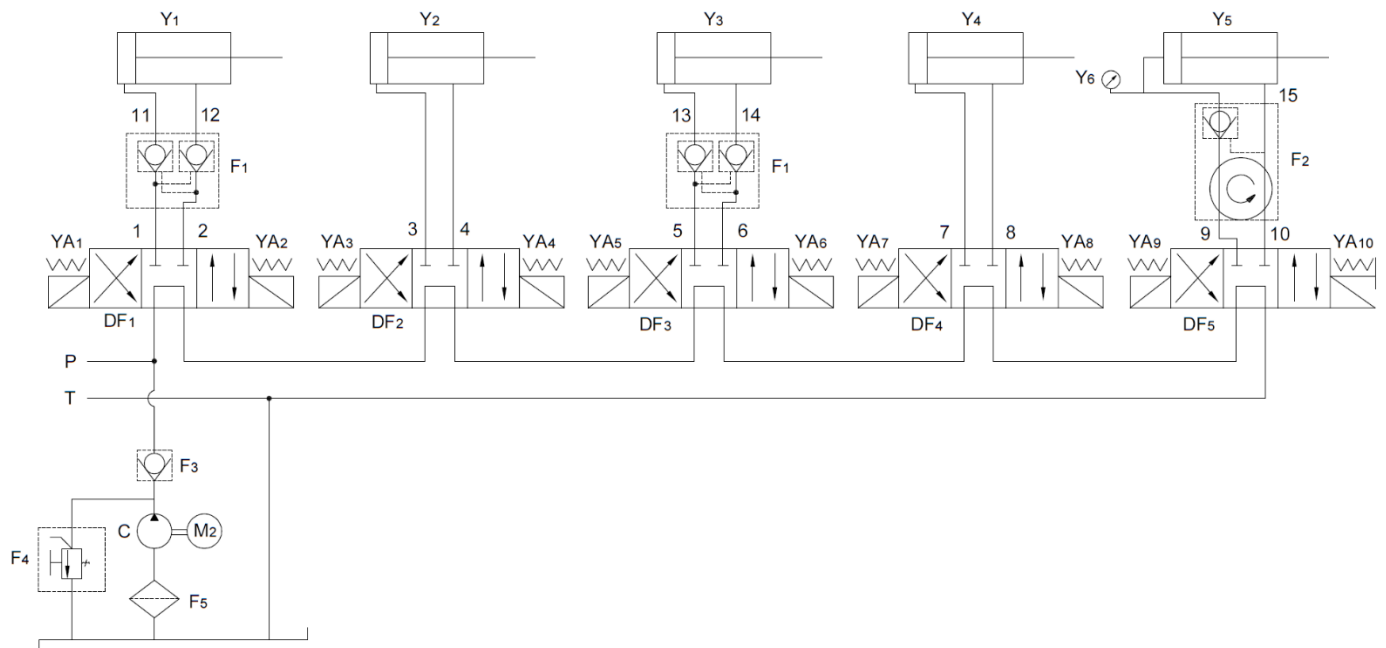 Y1 Y2 Y3 Y4 Y5
Y6
11 12 13 14 15
F1 F1 F2
1 2 3 4 5 6 7 8 9 10
YA1 YA2 YA3 YA4 YA5 YA6 YA7 YA8 YA9 YA10
DF1 DF2 DF3 DF4 DF5
P
T
F3
C M2
F4
F5